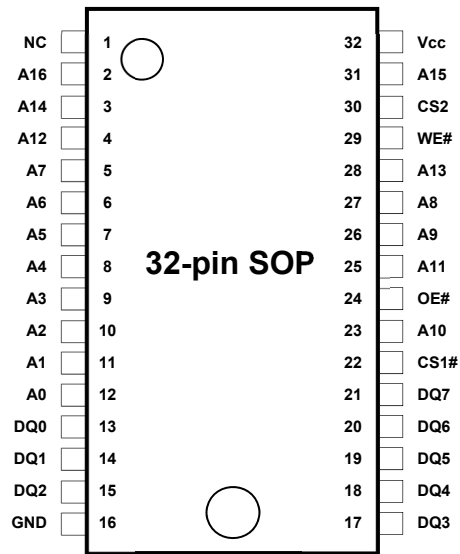 NC 1 32 Vcc
A16 2 31 A15
A14 3 30 CS2
A12 4 29 WE#
A7 5 28 A13
A6 6 27 A8
A5 7 26 A9
A4 8 25 A11
32-pin SOP
A3 9 24 OE#
A2 10 23 A10
A1 11 22 CS1#
A0 12 21 DQ7
DQ0 13 20 DQ6
DQ1 14 19 DQ5
DQ2 15 18 DQ4
GND 16 17 DQ3